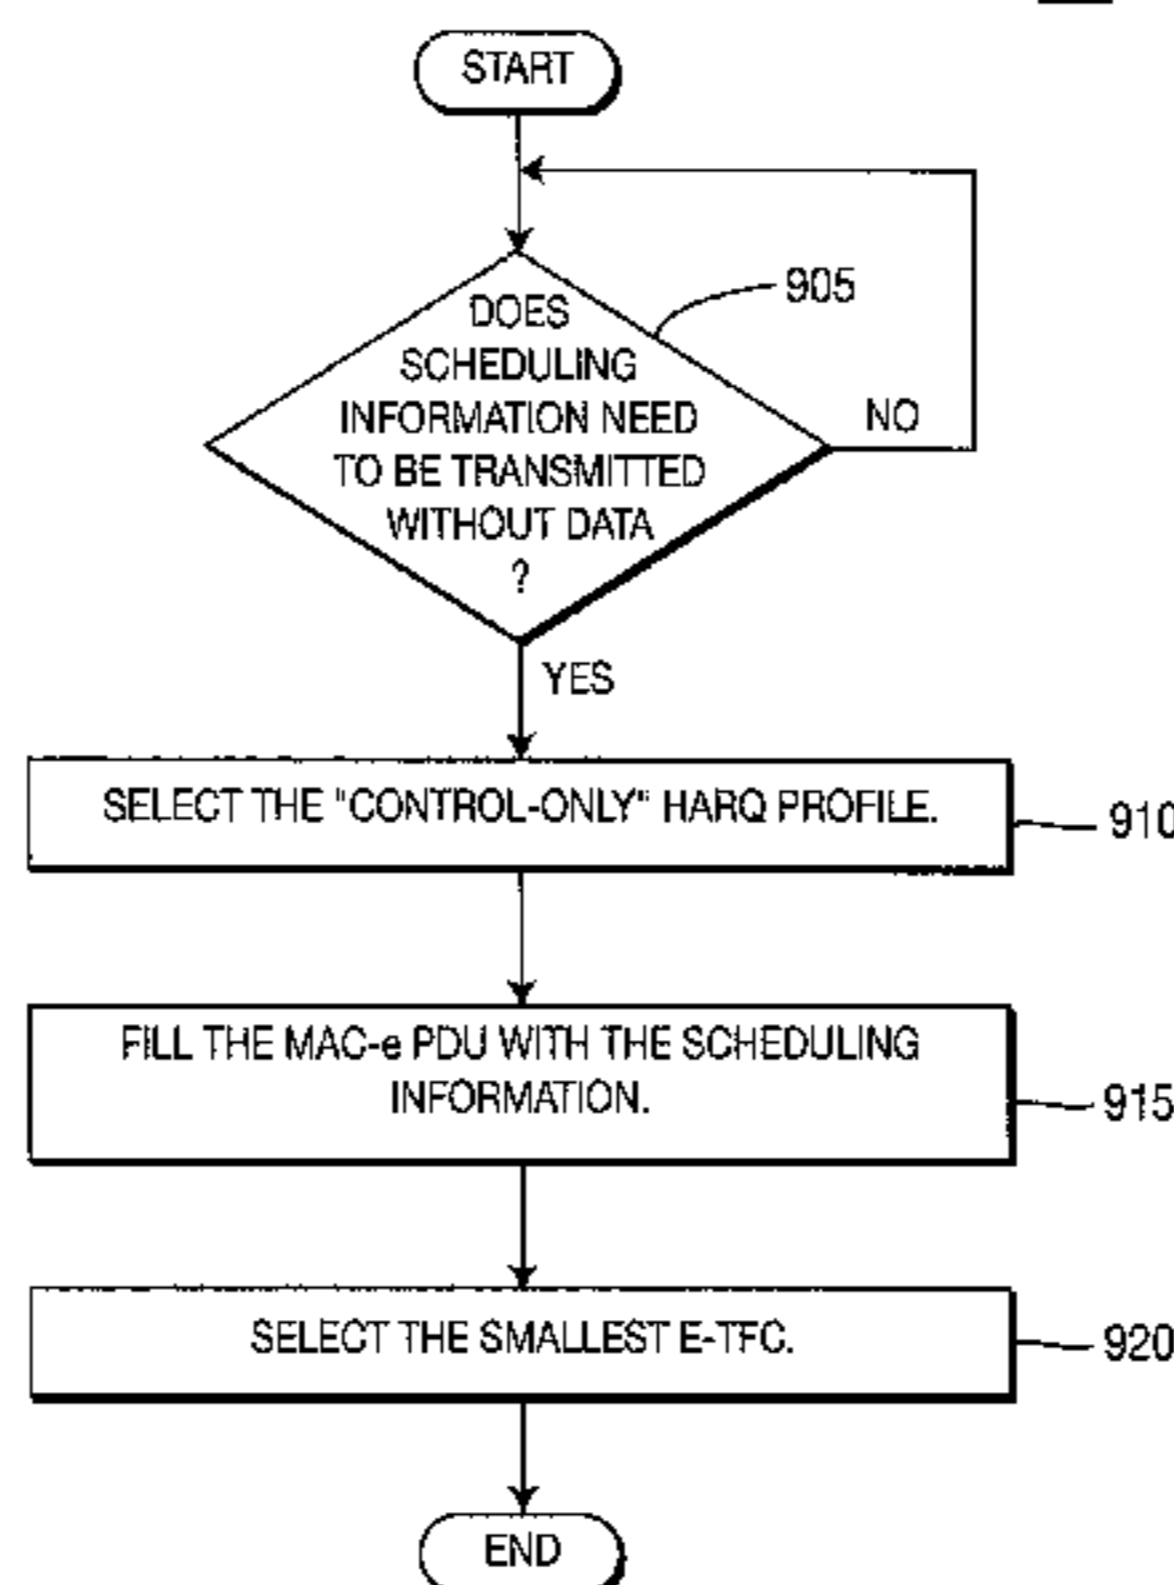 START
DOES
SCHEDULING
INFORMATION NEED
TO BE TRANSMITTED
WITHOUT DATA
?
905
NO
YES
SELECT THE "CONTROL-ONLY" HARQ PROFILE.
910
FILL THE MAC-e PDU WITH THE SCHEDULING
INFORMATION.
915
SELECT THE SMALLEST E-TFC.
920
END